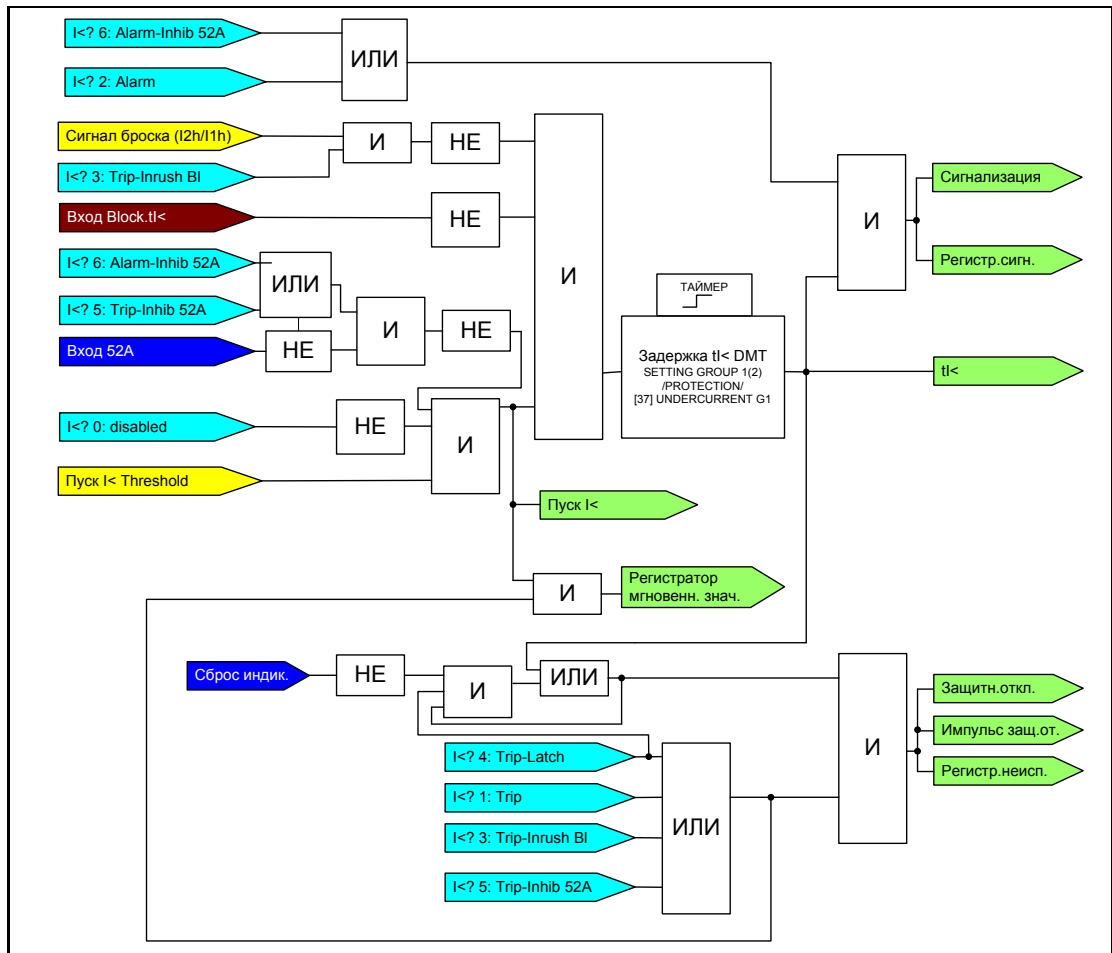 I<? 6: Alarm-Inhib 52A
I<? 2: Alarm
ИЛИ
Сигнал броска (I2h/I1h)
I<? 3: Trip-Inrush Bl
И
НЕ
Вход Block.tI<
НЕ
I<? 6: Alarm-Inhib 52A
I<? 5: Trip-Inhib 52A
Вход 52A
ИЛИ
НЕ
И
НЕ
I<? 0: disabled
НЕ
Пуск I< Threshold
И
И
ТАЙМЕР
Задержка tI< DMT
SETTING GROUP 1(2)
/PROTECTION/
[37] UNDERCURRENT G1
И
Сигнализация
Регистр.сигн.
tI<
Пуск I<
И
Регистратор
мгновенн. знач.
Сброс индик.
НЕ
И
ИЛИ
I<? 4: Trip-Latch
I<? 1: Trip
I<? 3: Trip-Inrush Bl
I<? 5: Trip-Inhib 52A
ИЛИ
И
Защитн.откл.
Импульс защ.от.
Регистр.неисп.